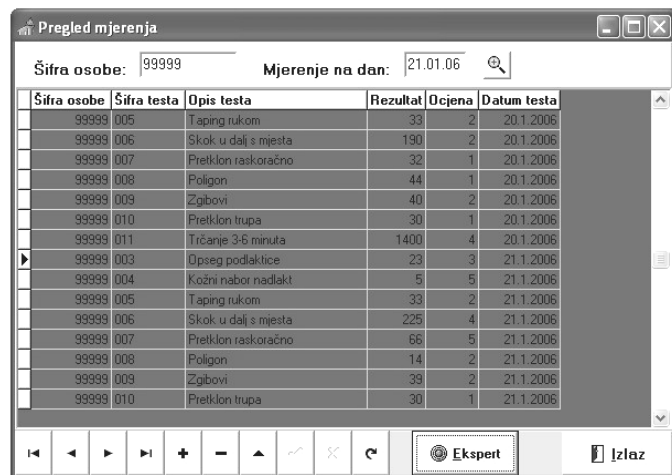 Pregled mjerenja
Šifra osobe: 99999 Mjerenje na dan: 21.01.06
Šifra osobe Šifra testa Opis testa Rezultat Ocjena Datum testa
99999 005 Taping rukom 33 2 20.1.2006
99999 006 Skok u dalj s mjesta 190 2 20.1.2006
99999 007 Pretklon raskoračno 32 1 20.1.2006
99999 008 Poligon 44 1 20.1.2006
99999 009 Zgibovi 40 2 20.1.2006
99999 010 Pretklon trupa 30 1 20.1.2006
99999 011 Trčanje 3-6 minuta 1400 4 20.1.2006
99999 003 Opseg podlaktice 23 3 21.1.2006
99999 004 Kožni nabor nadlakt 5 5 21.1.2006
99999 005 Taping rukom 33 2 21.1.2006
99999 006 Skok u dalj s mjesta 225 4 21.1.2006
99999 007 Pretklon raskoračno 66 5 21.1.2006
99999 008 Poligon 14 2 21.1.2006
99999 009 Zgibovi 39 2 21.1.2006
99999 010 Pretklon trupa 30 1 21.1.2006
Ekspert Izlaz